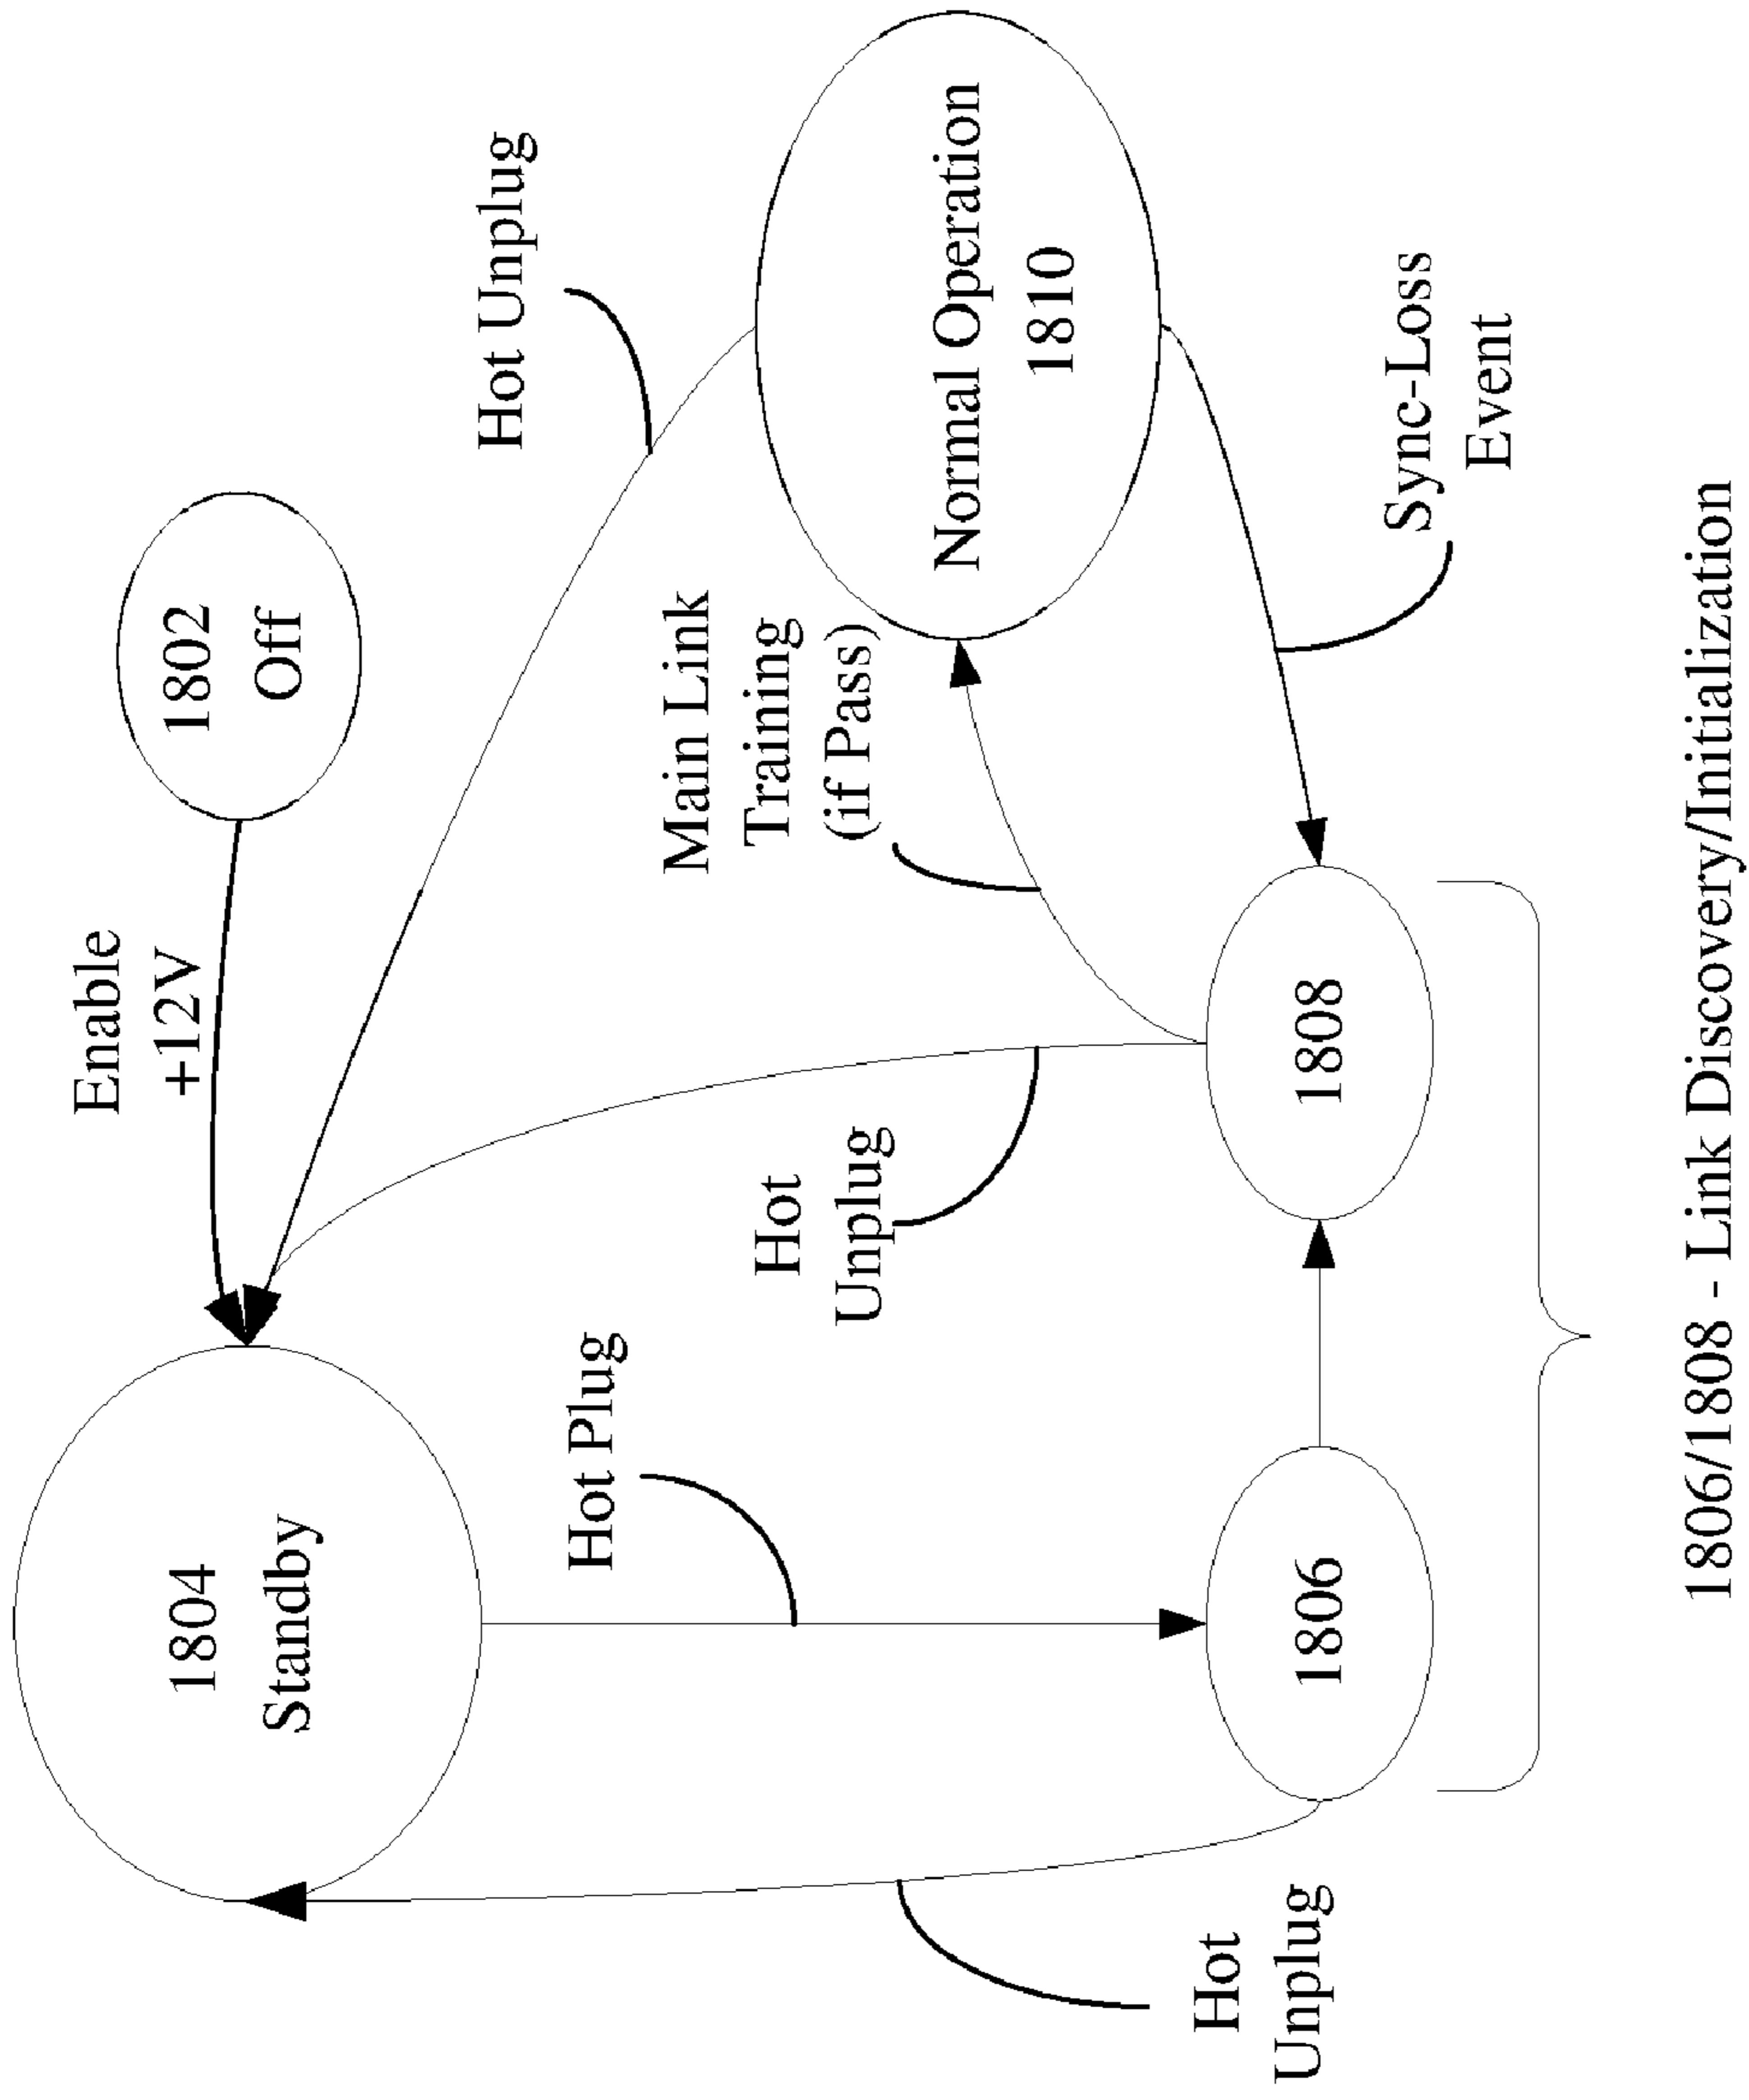 1804
Standby
Enable
+12V
1802
Off
Hot Unplug
Hot Plug
Hot
Unplug
Main Link
Training
(if Pass)
Normal Operation
1810
Hot
Unplug
1806
1808
Sync-Loss
Event
1806/1808 - Link Discovery/Initialization